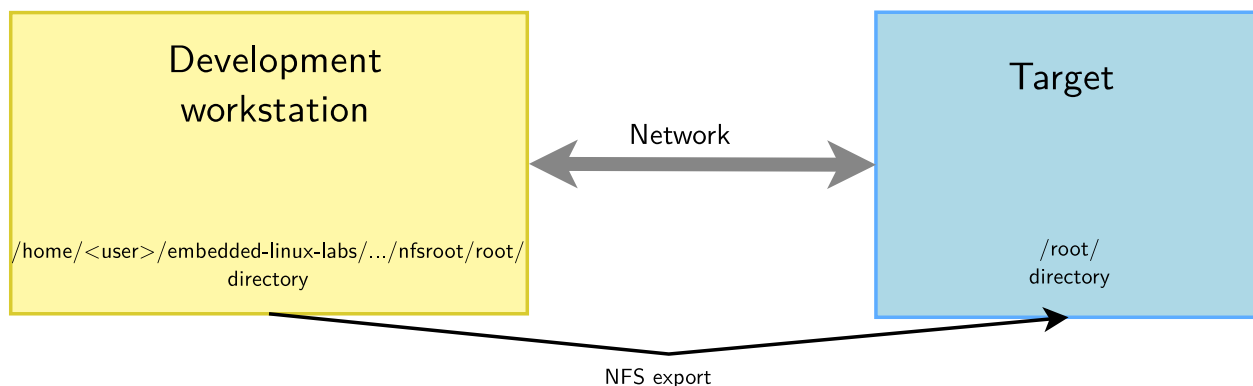 Development
workstation
Target
Network
/home/<user>/embedded-linux-labs/.../nfsroot/root/
directory
/root/
directory
NFS export